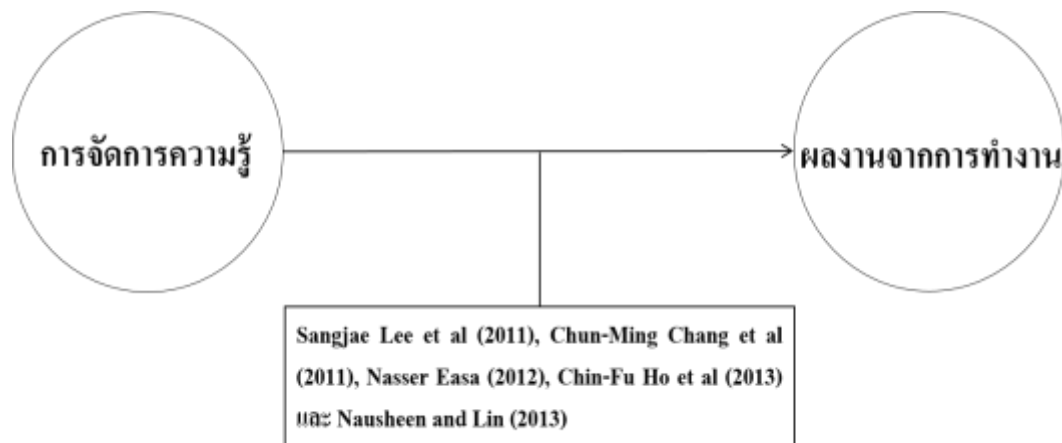 การจัดการความรู้
ผลงานจากการทำงาน
Sangjae Lee et al (2011), Chun-Ming Chang et al
(2011), Nasser Easa (2012), Chin-Fu Ho et al (2013)
และ Nausheen and Lin (2013)